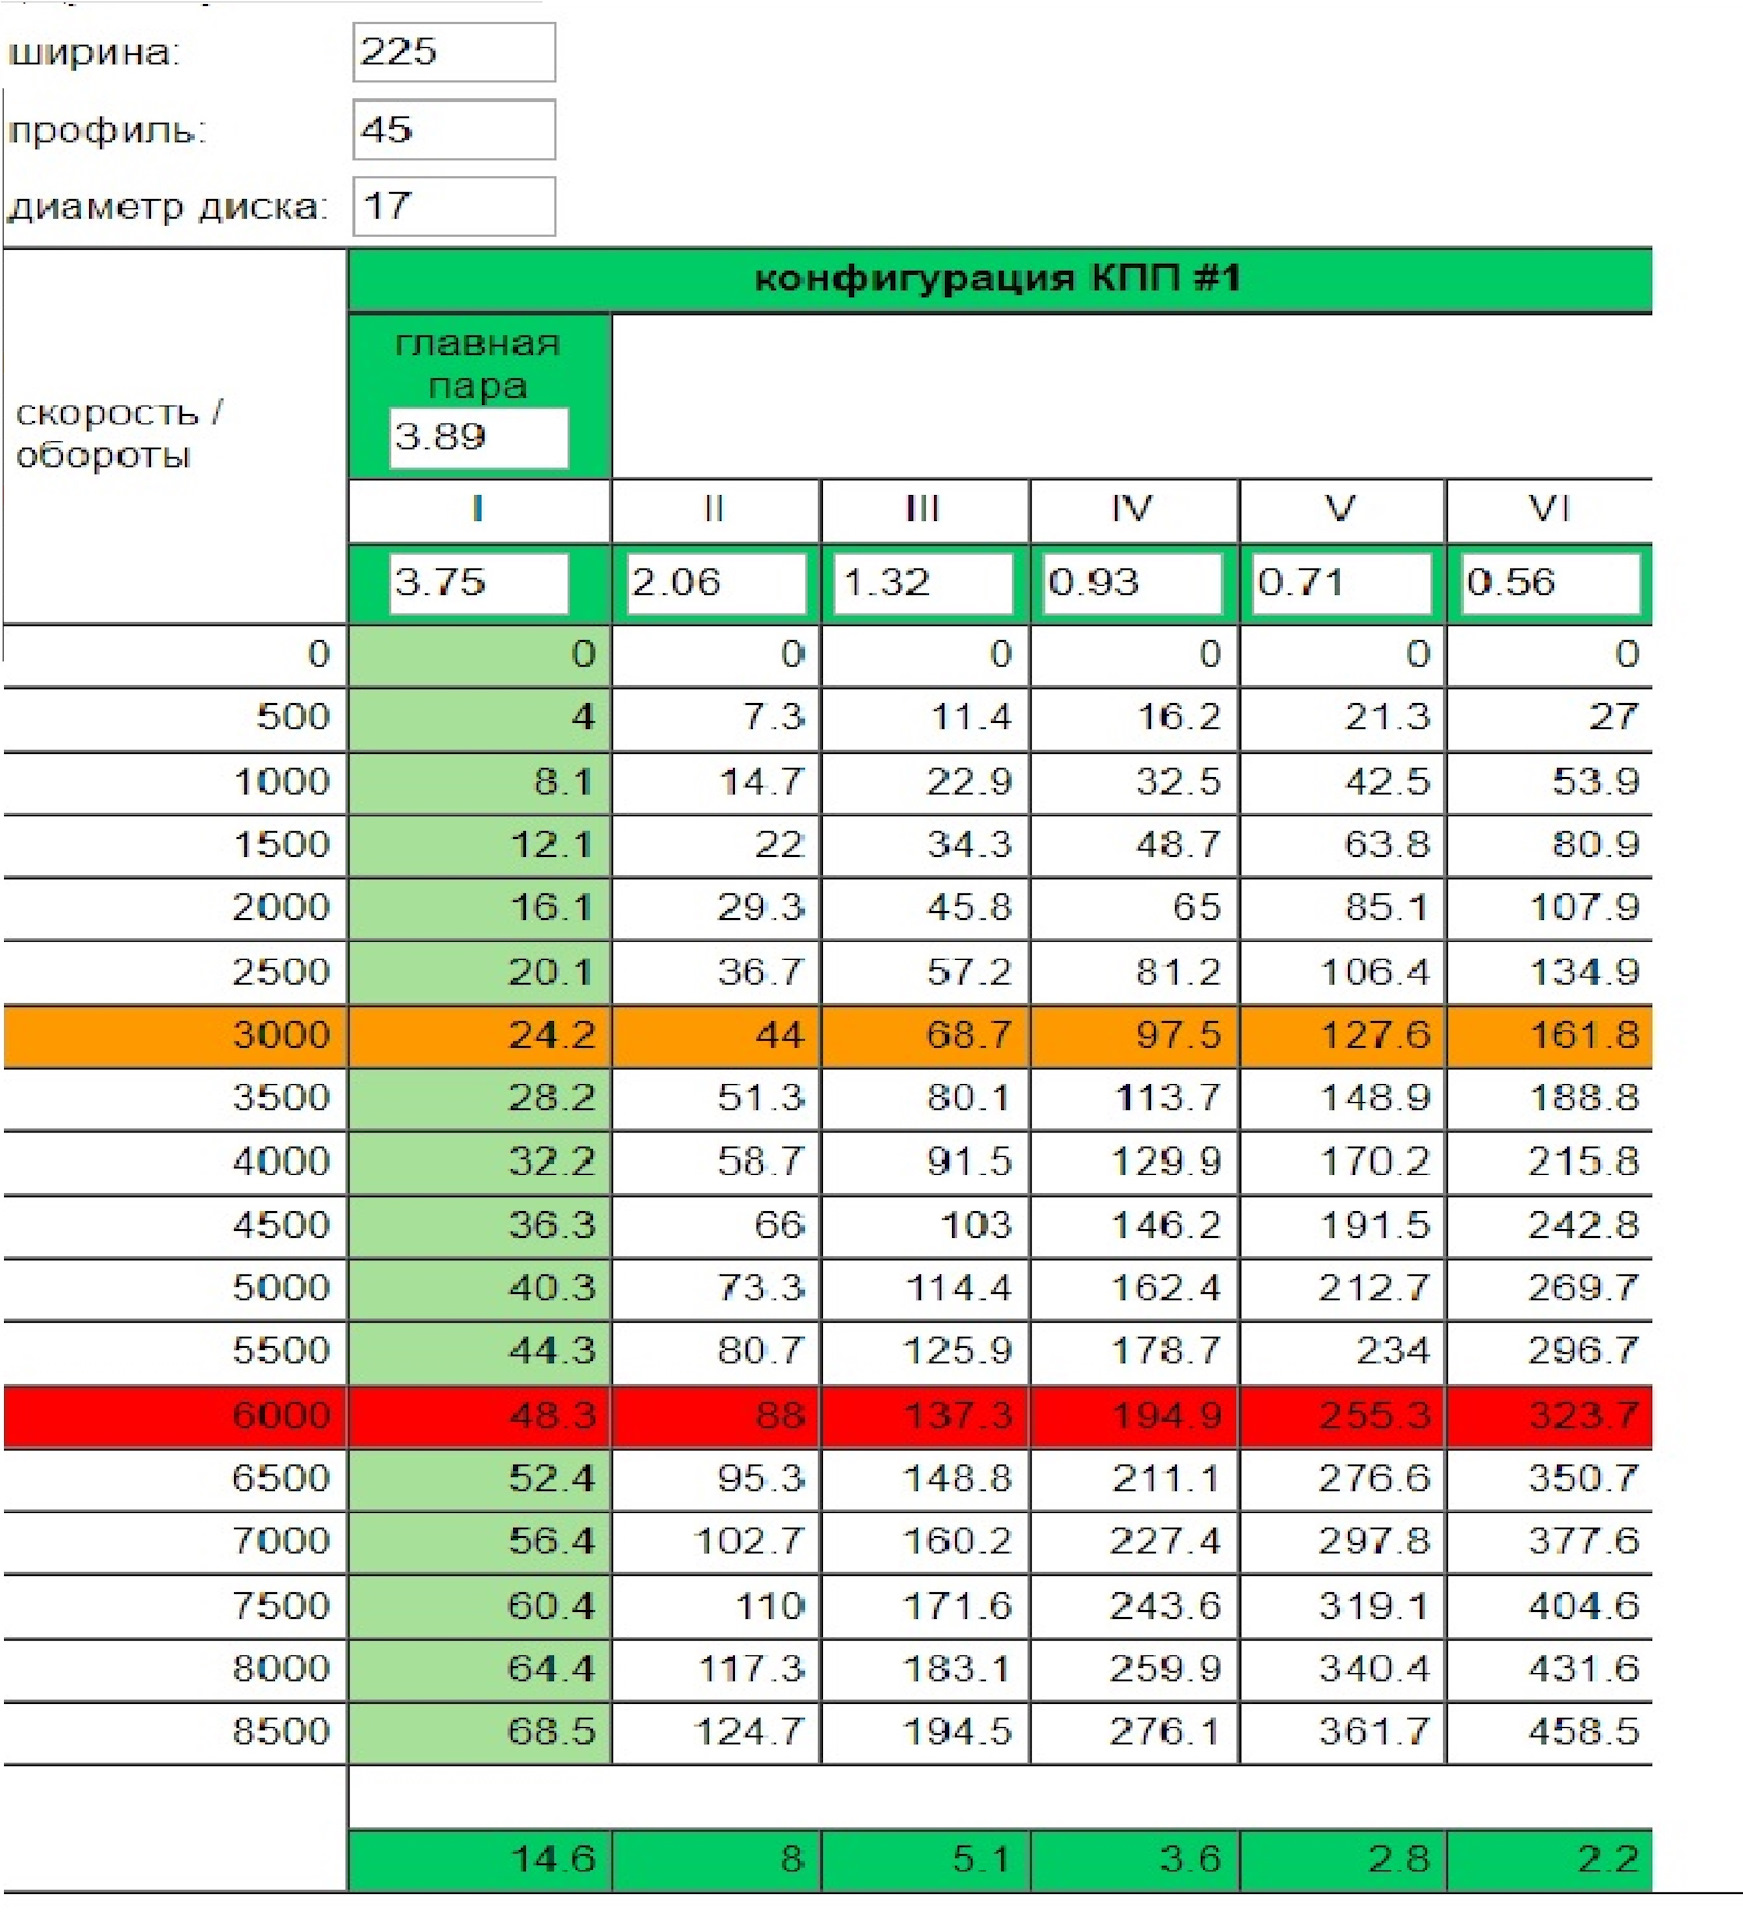 ширина: 225
профиль: 45
диаметр диска: 17
конфигурация КПП #1
главная
пара
скорость /
обороты
3.89
I II III IV V VI
3.75 2.06 1.32 0.93 0.71 0.56
0 0 0 0 0 0 0
500 4 7.3 11.4 16.2 21.3 27
1000 8.1 14.7 22.9 32.5 42.5 53.9
1500 12.1 22 34.3 48.7 63.8 80.9
2000 16.1 29.3 45.8 65 85.1 107.9
2500 20.1 36.7 57.2 81.2 106.4 134.9
3000 24.2 44 68.7 97.5 127.6 161.8
3500 28.2 51.3 80.1 113.7 148.9 188.8
4000 32.2 58.7 91.5 129.9 170.2 215.8
4500 36.3 66 103 146.2 191.5 242.8
5000 40.3 73.3 114.4 162.4 212.7 269.7
5500 44.3 80.7 125.9 178.7 234 296.7
6000 48.3 88 137.3 194.9 255.3 323.7
6500 52.4 95.3 148.8 211.1 276.6 350.7
7000 56.4 102.7 160.2 227.4 297.8 377.6
7500 60.4 110 171.6 243.6 319.1 404.6
8000 64.4 117.3 183.1 259.9 340.4 431.6
8500 68.5 124.7 194.5 276.1 361.7 458.5
14.6 8 5.1 3.6 2.8 2.2